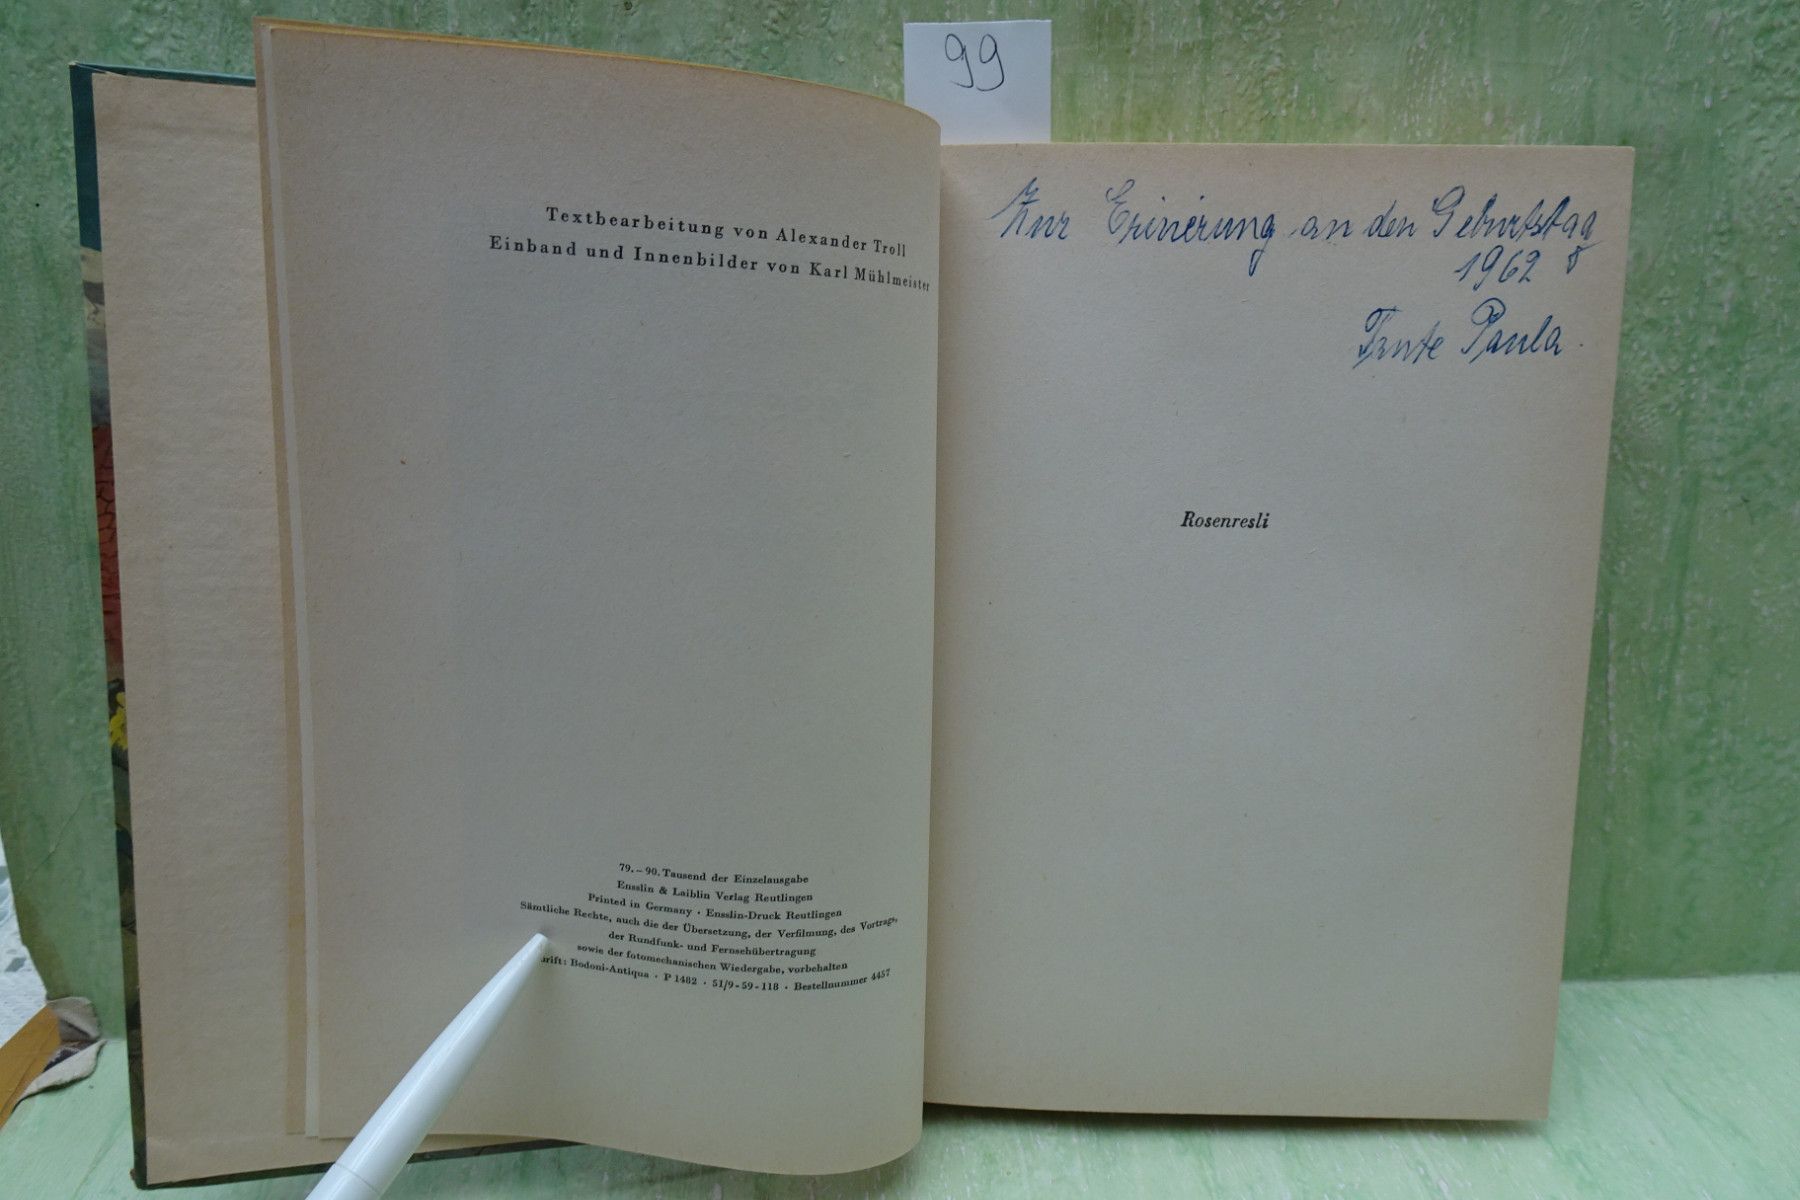 99
Textbearbeitung von Alexander Troll
Einband und Innenbilder von Karl Mühlmeister
79.–90. Tausend der Einzelausgabe
Ensslin & Laiblin Verlag Reutlingen
Printed in Germany · Ensslin-Druck Reutlingen
Sämtliche Rechte, auch die der Übersetzung, der Verfilmung, des Vortrags,
der Rundfunk- und Fernsehübertragung
sowie der fotomechanischen Wiedergabe, vorbehalten
rift: Bodoni-Antiqua · P 1482 · 51/9-59-118 · Bestellnummer 4457
Zur Erinierung an den Geburtstag
1962
Tante Paula.
Rosenresli